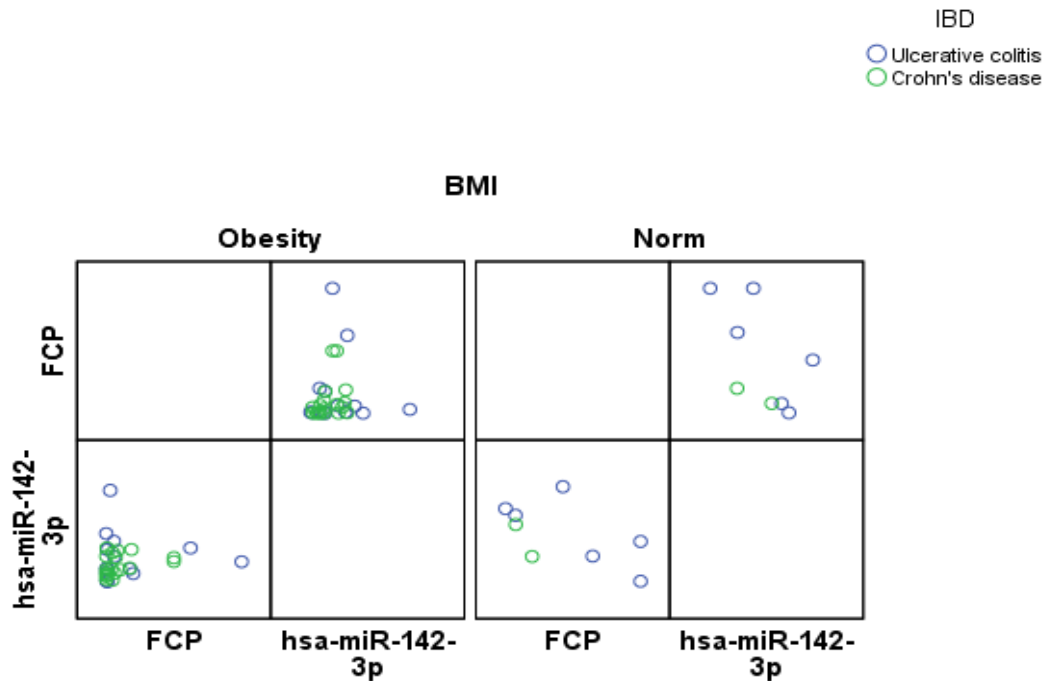 IBD
Ulcerative colitis
Crohn's disease
BMI
Obesity
Norm
FCP
hsa-miR-142-
3p
FCP
hsa-miR-142-
3p
FCP
hsa-miR-142-
3p